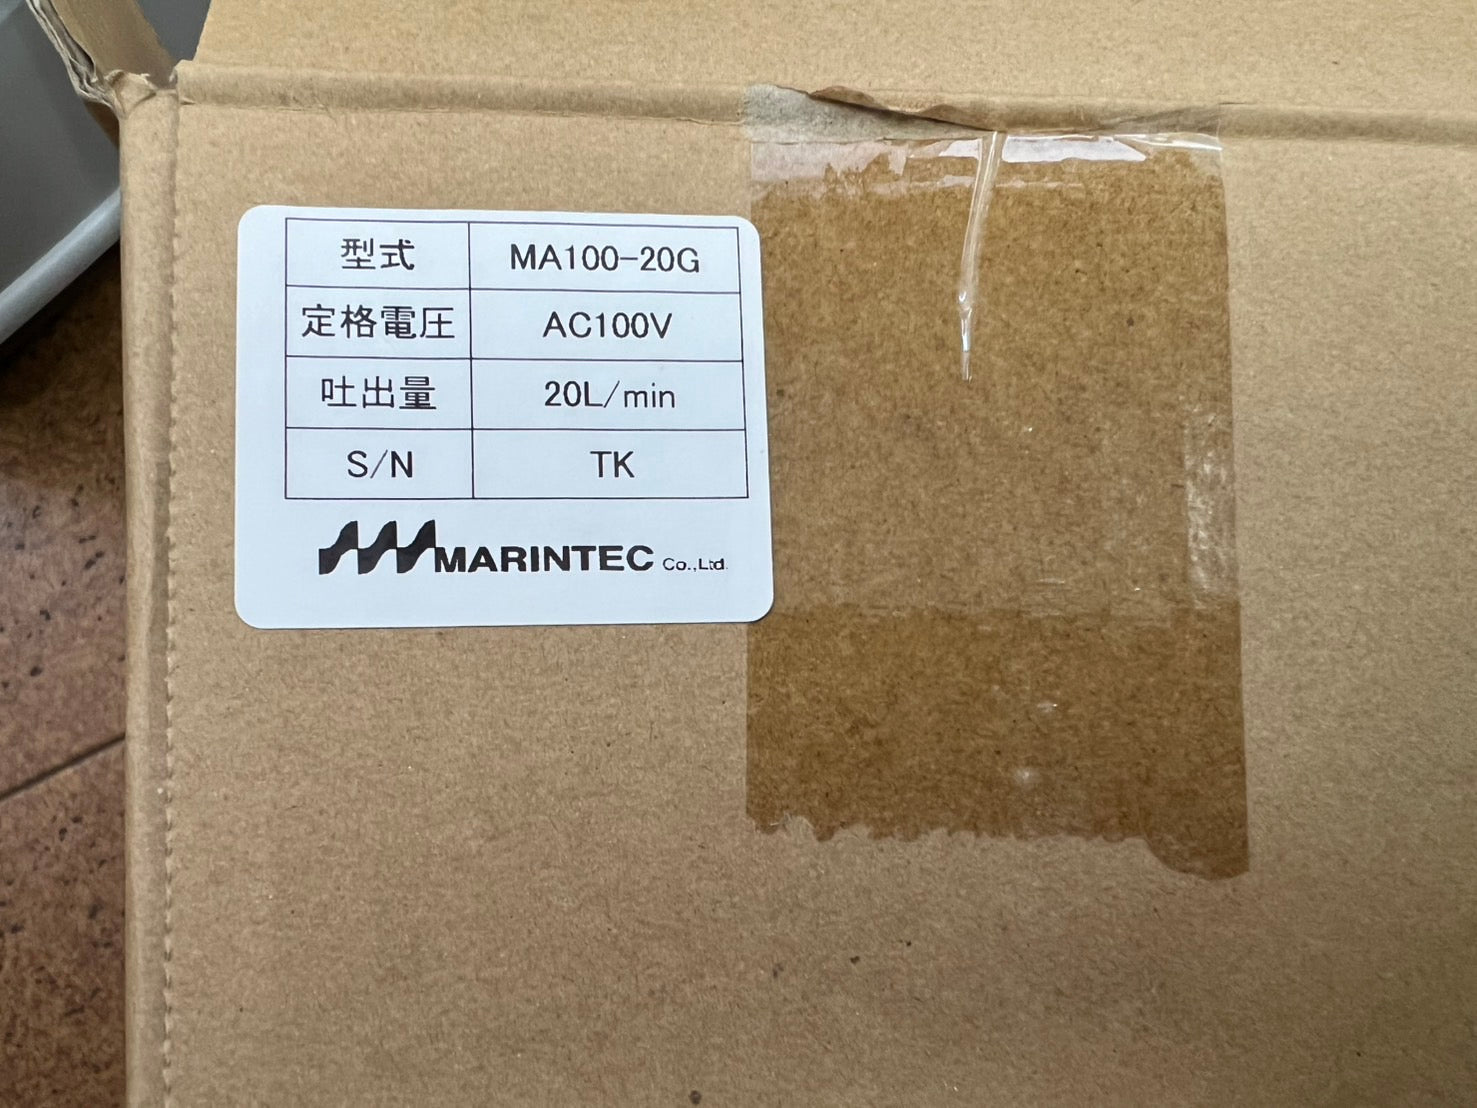 型式 MA100-20G
定格電圧 AC100V
吐出量 20L/min
S/N TK
MARINTEC Co.,Ltd.